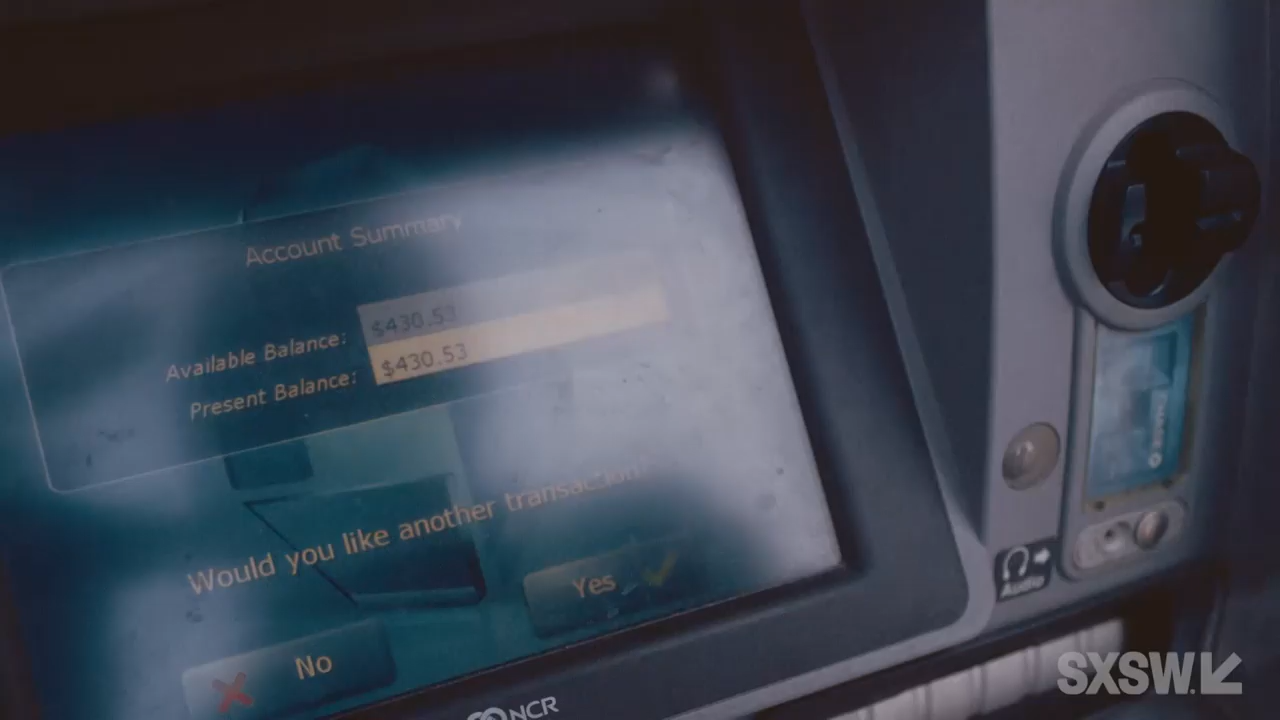 Account Summary
Available Balance: $430.53
Present Balance: $430.53
Would you like another transaction?
Yes
No
NCR
Audio
SXSW.